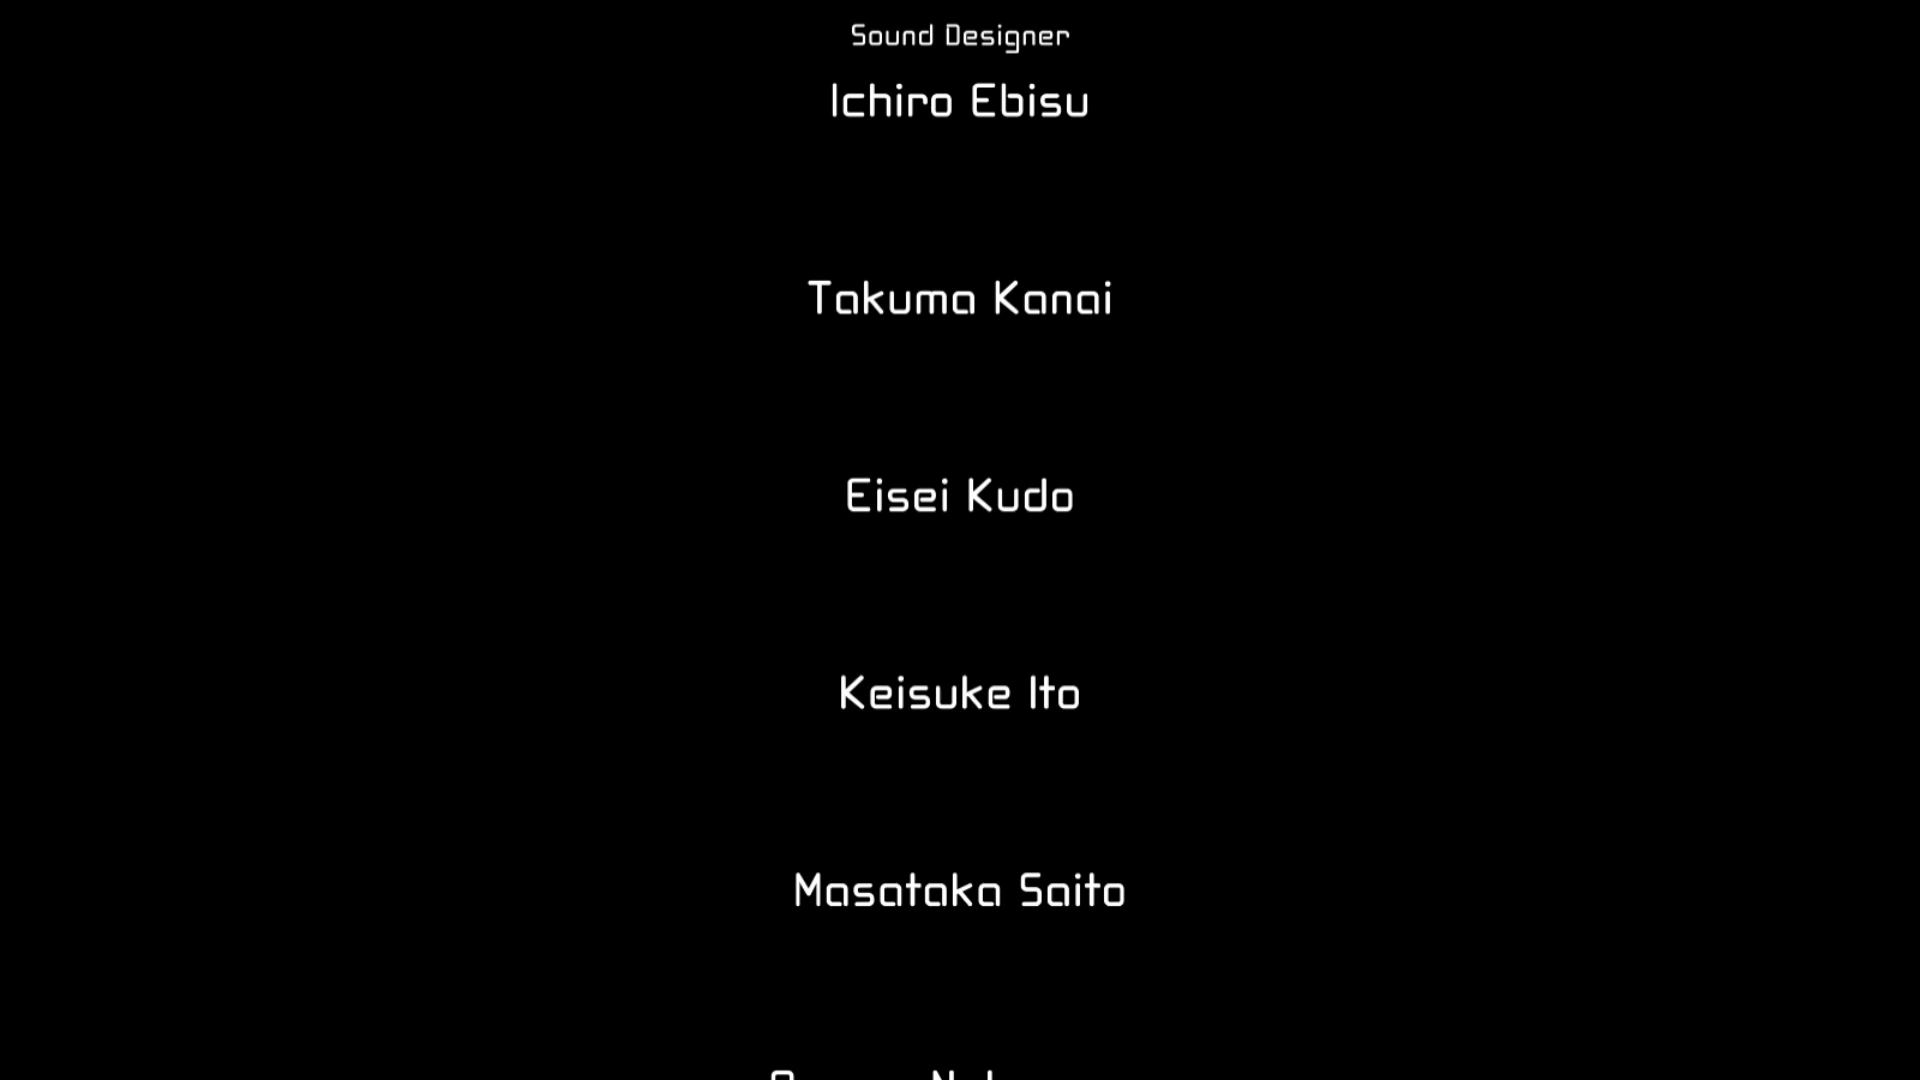 Sound Designer
Ichiro Ebisu
Takuma Kanai
Eisei Kudo
Keisuke Ito
Masataka Saito